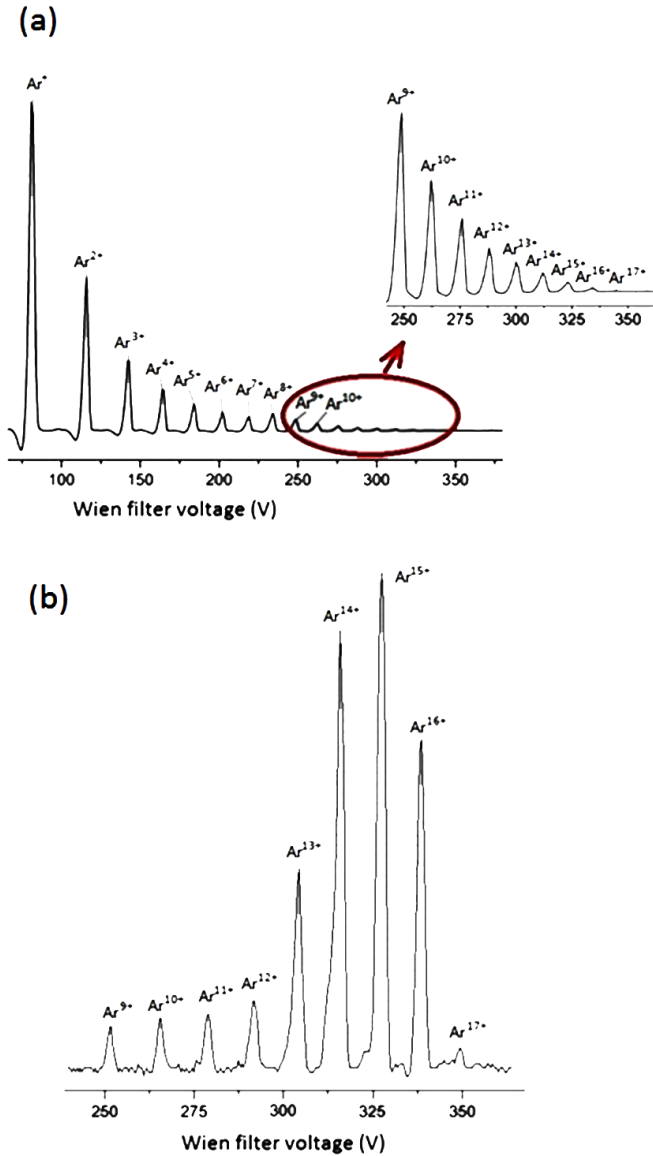 (a)
Ar⁺
Ar²⁺
Ar³⁺
Ar⁴⁺
Ar⁵⁺
Ar⁶⁺
Ar⁷⁺
Ar⁸⁺
Ar⁹⁺
Ar¹⁰⁺
100 150 200 250 300 350
Wien filter voltage (V)
Ar⁹⁺
Ar¹⁰⁺
Ar¹¹⁺
Ar¹²⁺
Ar¹³⁺
Ar¹⁴⁺
Ar¹⁵⁺
Ar¹⁶⁺
Ar¹⁷⁺
250 275 300 325 350
(b)
Ar⁹⁺
Ar¹⁰⁺
Ar¹¹⁺
Ar¹²⁺
Ar¹³⁺
Ar¹⁴⁺
Ar¹⁵⁺
Ar¹⁶⁺
Ar¹⁷⁺
250 275 300 325 350
Wien filter voltage (V)